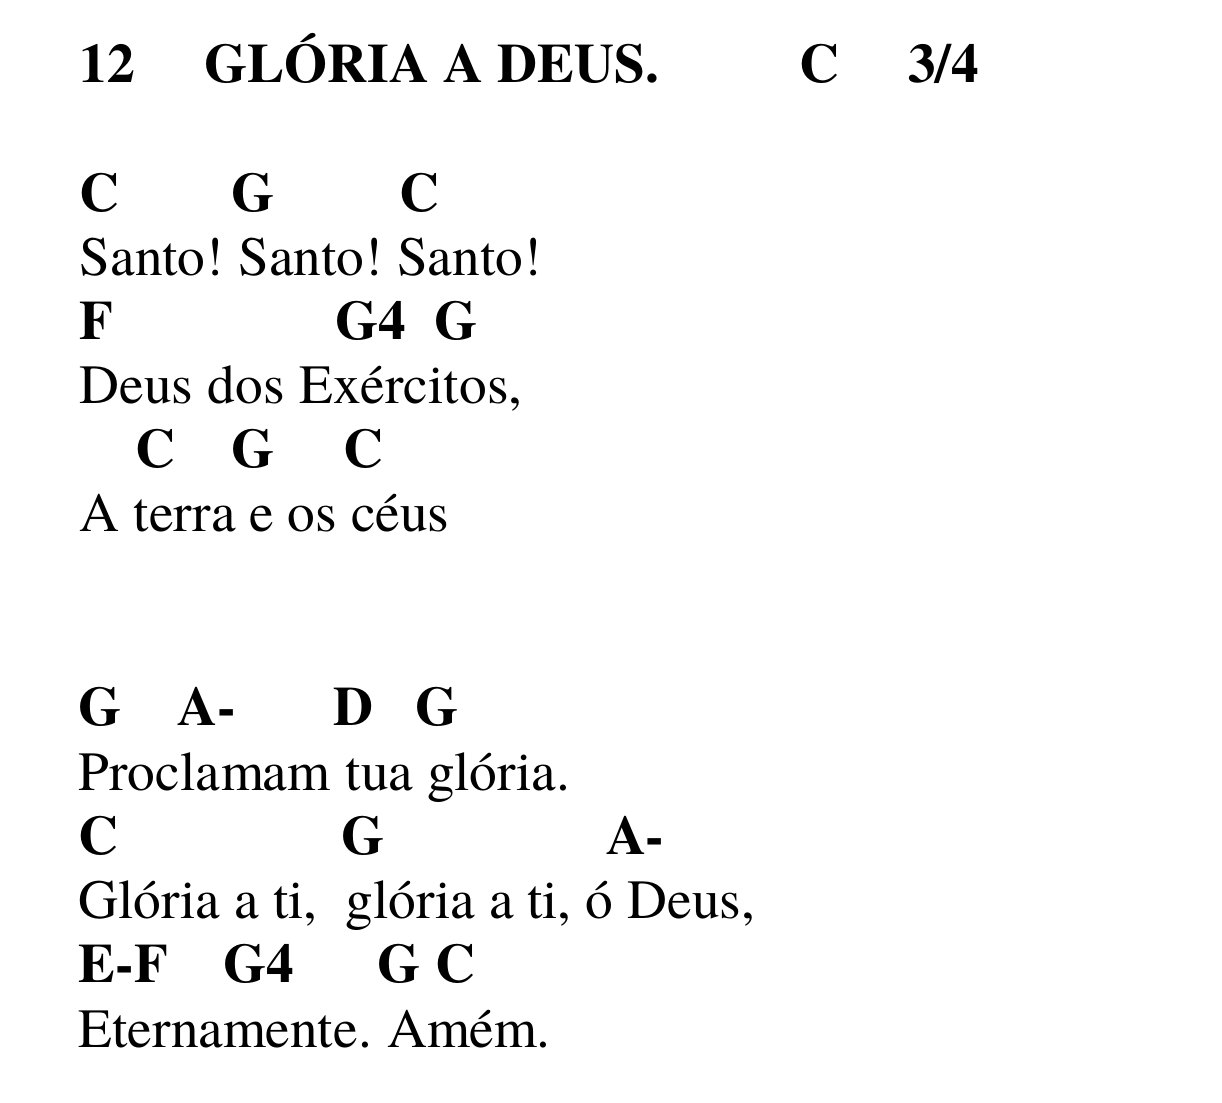 12 GLÓRIA A DEUS. C 3/4
C G C
Santo! Santo! Santo!
F G4 G
Deus dos Exércitos,
C G C
A terra e os céus
G A- D G
Proclamam tua glória.
C G A-
Glória a ti, glória a ti, ó Deus,
E-F G4 G C
Eternamente. Amém.